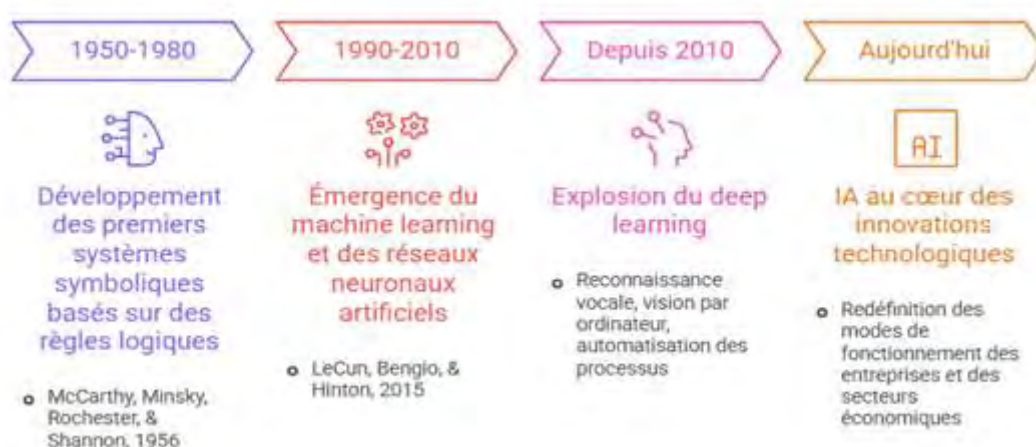 1950-1980
Développement
des premiers
systèmes
symboliques
basés sur des
règles logiques
McCarthy, Minsky,
Rochester, &
Shannon, 1956
1990-2010
Émergence du
machine learning
et des réseaux
neuronaux
artificiels
LeCun, Bengio, &
Hinton, 2015
Depuis 2010
Explosion du deep
learning
Reconnaissance
vocale, vision par
ordinateur,
automatisation des
processus
Aujourd'hui
AI
IA au cœur des
innovations
technologiques
Redéfinition des
modes de
fonctionnement des
entreprises et des
secteurs
économiques